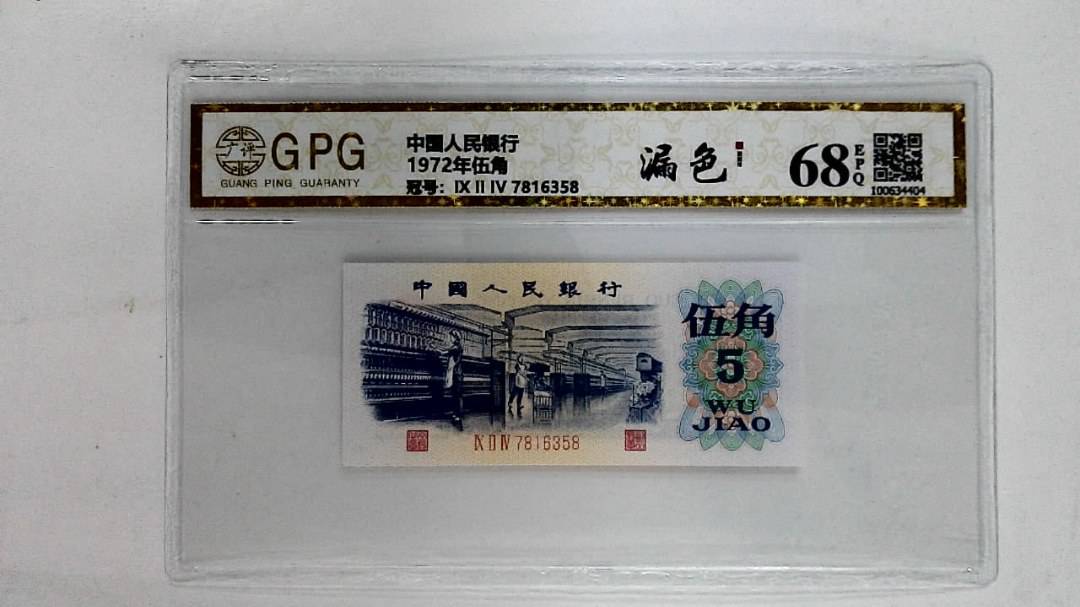 广评
GPG
GUANG PING GUARANTY
中國人民银行
1972年伍角
冠号：IX II IV 7816358
漏色
68
EPQ
100634404
中國人民銀行
伍角
5
WU
JIAO
IX II IV 7816358